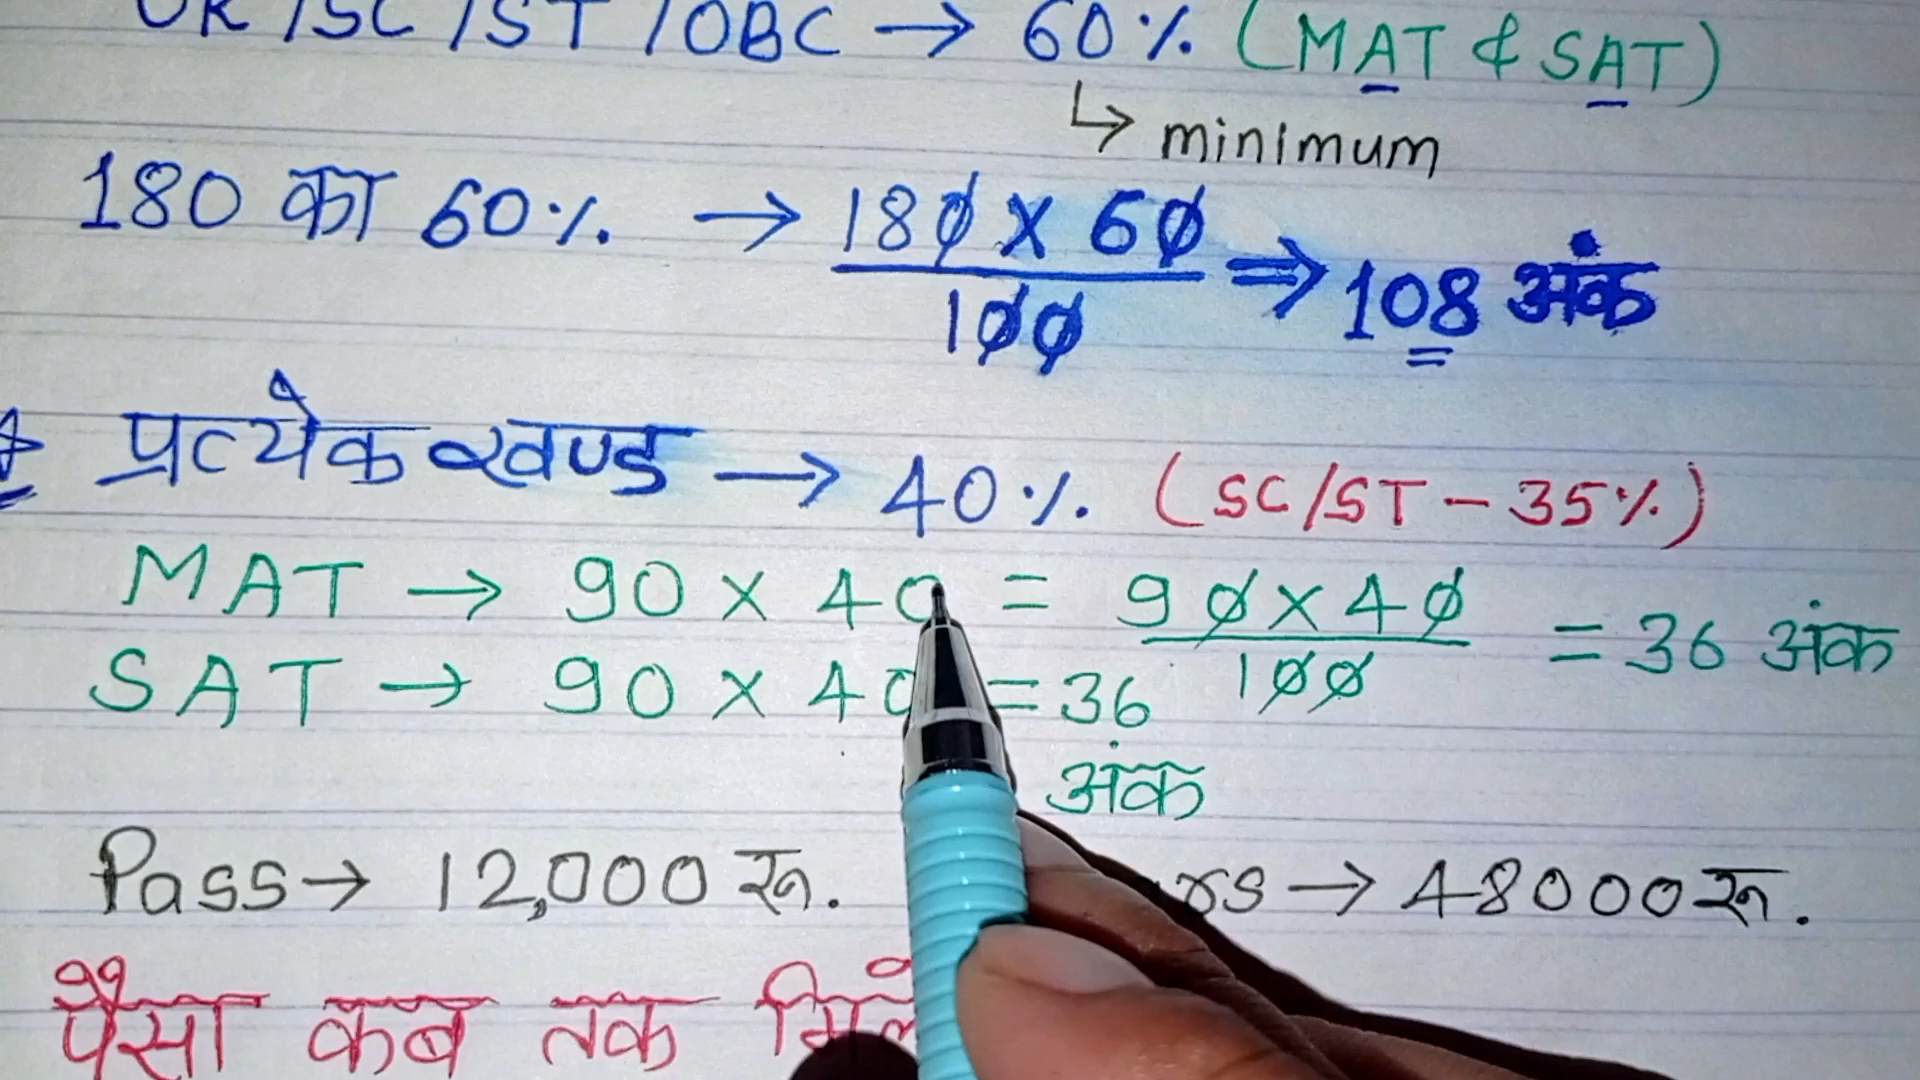 UR/SC/ST/OBC → 60% (MAT & SAT)
↳ minimum
180 का 60% → 180 X 60 / 100 ⇒ 108 अंक
प्रत्येक खण्ड → 40% (SC/ST - 35%)
MAT → 90 X 40 = 90 X 40 / 100 = 36 अंक
SAT → 90 X 40 = 36
अंक
Pass → 12,000 रू. → 48000 रू.
पैसा कब तक